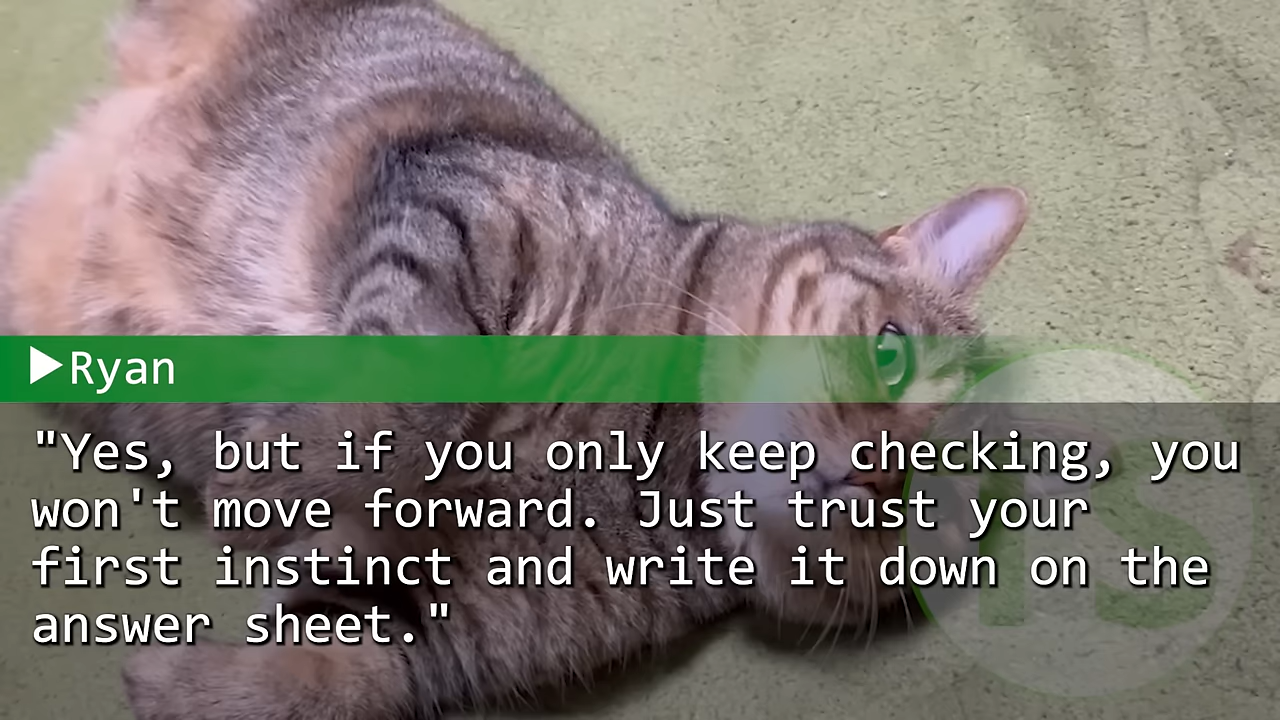 ▶Ryan
"Yes, but if you only keep checking, you
won't move forward. Just trust your
first instinct and write it down on the
answer sheet."
TS